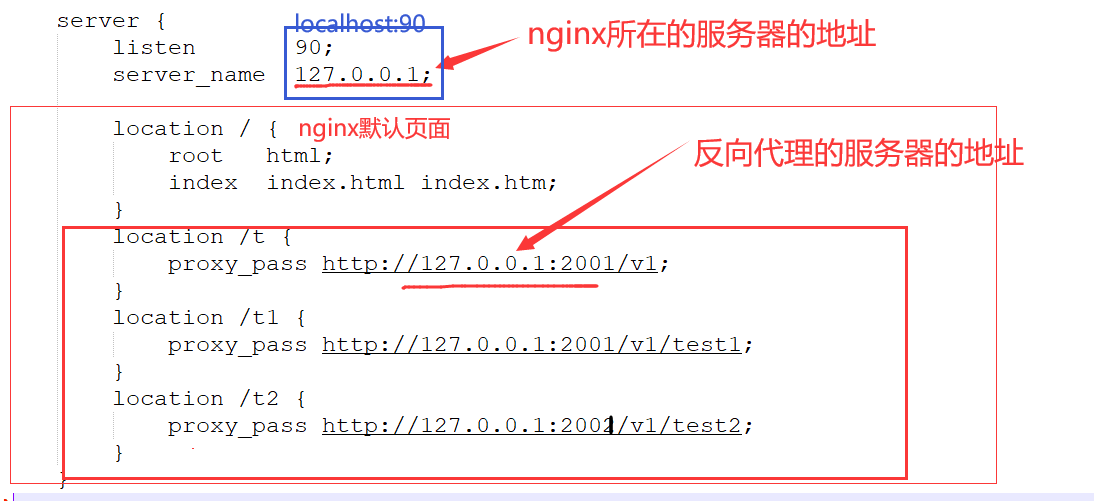 server {
localhost:90
listen 90;
nginx所在的服务器的地址
server_name 127.0.0.1;
location / { nginx默认页面
root html;
反向代理的服务器的地址
index index.html index.htm;
}
location /t {
proxy_pass http://127.0.0.1:2001/v1;
}
location /t1 {
proxy_pass http://127.0.0.1:2001/v1/test1;
}
location /t2 {
proxy_pass http://127.0.0.1:2002/v1/test2;
}
}